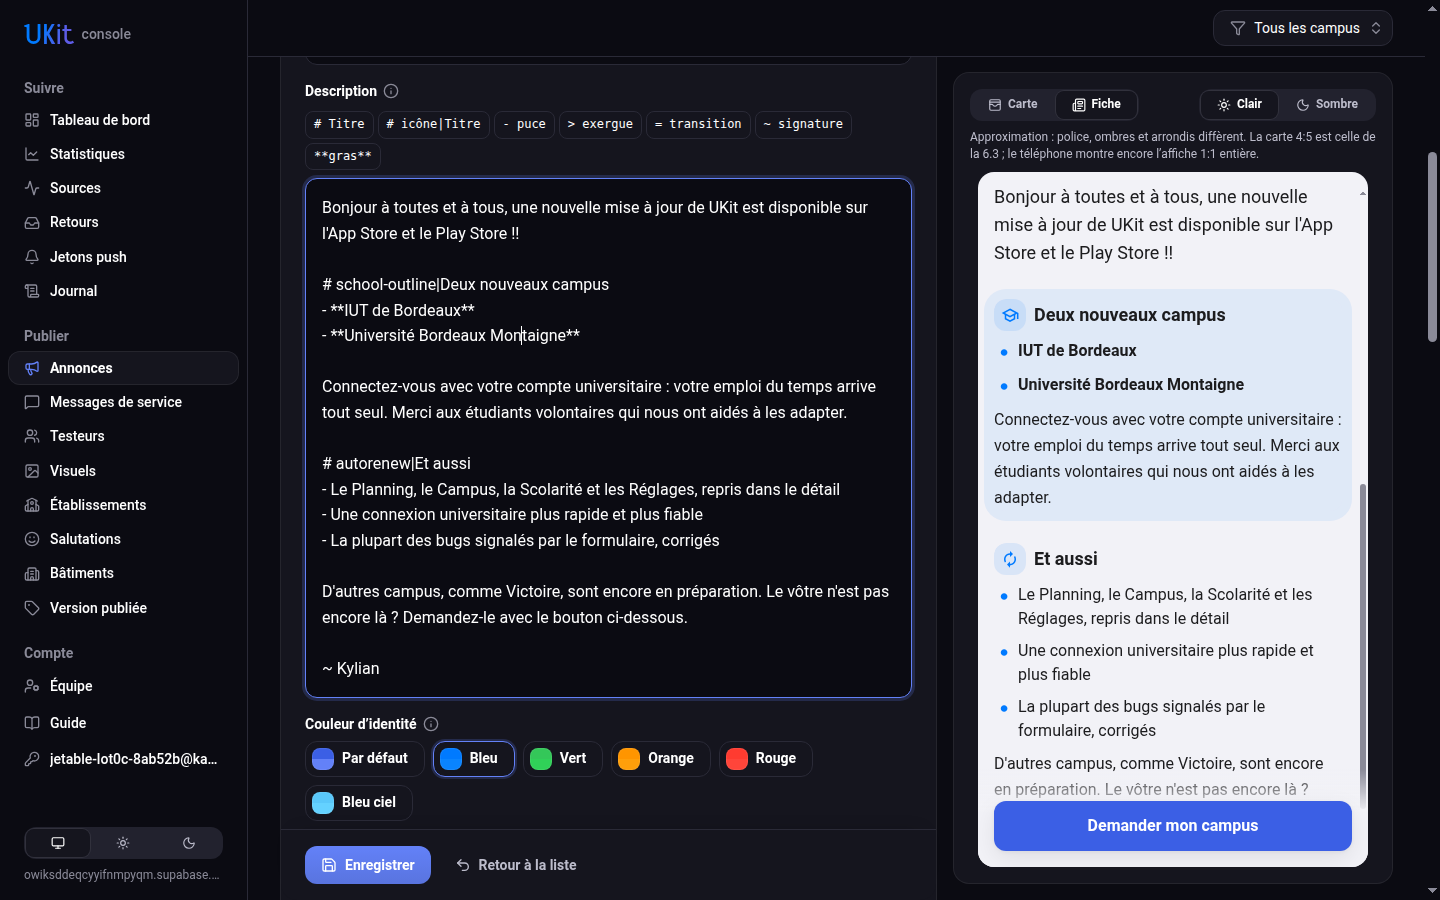 UKit console
Tous les campus
Suivre
Tableau de bord
Statistiques
Sources
Retours
Jetons push
Journal
Publier
Annonces
Messages de service
Testeurs
Visuels
Établissements
Salutations
Bâtiments
Version publiée
Compte
Équipe
Guide
jetable-lot0c-8ab52b@ka...
owiksddeqcyyifnmpyqm.supabase....
Description
# Titre
# icône|Titre
- puce
> exergue
= transition
~ signature
**gras**
Bonjour à toutes et à tous, une nouvelle mise à jour de UKit est disponible sur
l'App Store et le Play Store !!
# school-outline|Deux nouveaux campus
- **IUT de Bordeaux**
- **Université Bordeaux Montaigne**
Connectez-vous avec votre compte universitaire : votre emploi du temps arrive
tout seul. Merci aux étudiants volontaires qui nous ont aidés à les adapter.
# autorenew|Et aussi
- Le Planning, le Campus, la Scolarité et les Réglages, repris dans le détail
- Une connexion universitaire plus rapide et plus fiable
- La plupart des bugs signalés par le formulaire, corrigés
D'autres campus, comme Victoire, sont encore en préparation. Le vôtre n'est pas
encore là ? Demandez-le avec le bouton ci-dessous.
~ Kylian
Couleur d’identité
Par défaut
Bleu
Vert
Orange
Rouge
Bleu ciel
Enregistrer
Retour à la liste
Carte
Fiche
Clair
Sombre
Approximation : police, ombres et arrondis diffèrent. La carte 4:5 est celle de
la 6.3 ; le téléphone montre encore l’affiche 1:1 entière.
Bonjour à toutes et à tous, une nouvelle
mise à jour de UKit est disponible sur l'App
Store et le Play Store !!
Deux nouveaux campus
IUT de Bordeaux
Université Bordeaux Montaigne
Connectez-vous avec votre compte universitaire :
votre emploi du temps arrive tout seul. Merci aux
étudiants volontaires qui nous ont aidés à les
adapter.
Et aussi
Le Planning, le Campus, la Scolarité et les
Réglages, repris dans le détail
Une connexion universitaire plus rapide et
plus fiable
La plupart des bugs signalés par le
formulaire, corrigés
D'autres campus, comme Victoire, sont encore
en préparation. Le vôtre n'est pas encore là ?
Demander mon campus